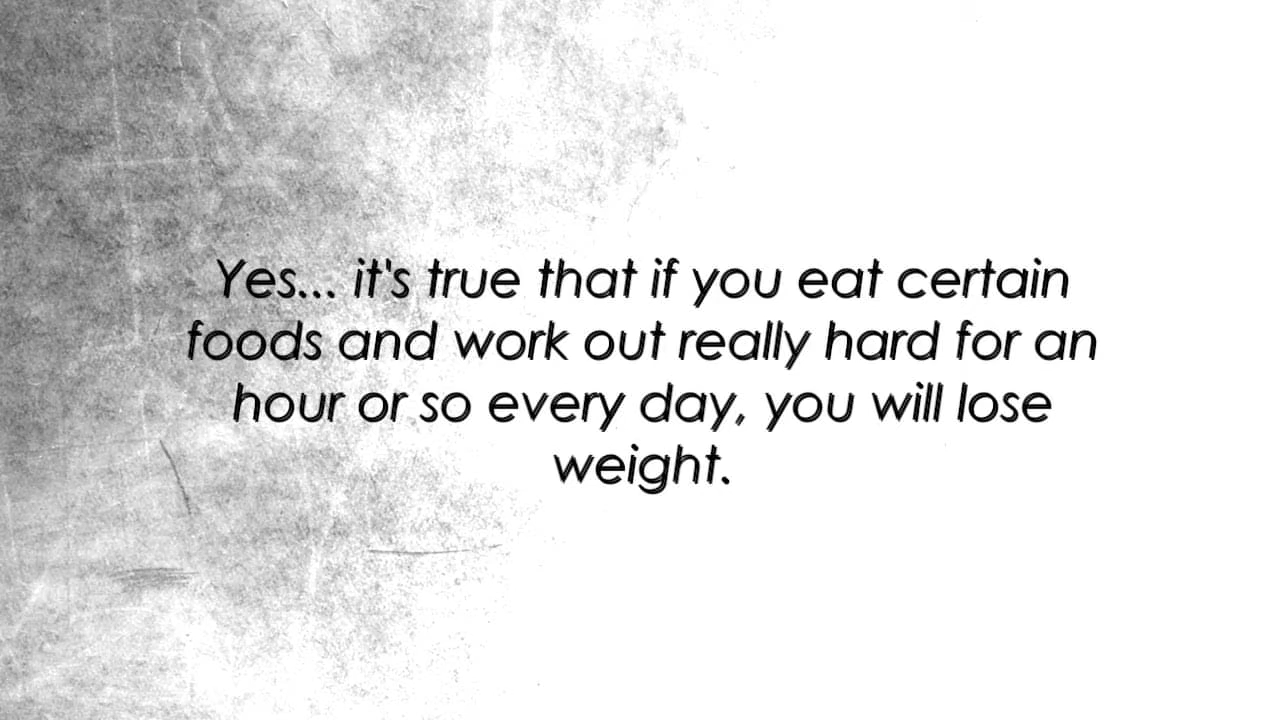 Yes... it's true that if you eat certain
foods and work out really hard for an
hour or so every day, you will lose
weight.